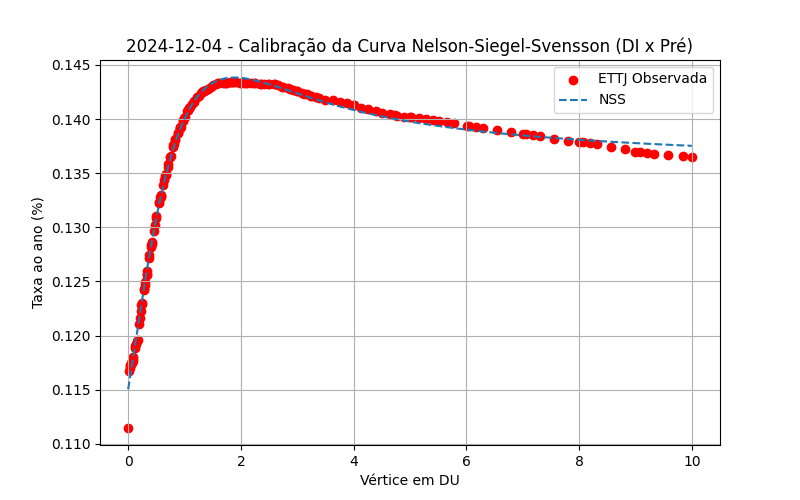 2024-12-04 - Calibração da Curva Nelson-Siegel-Svensson (DI x Pré)
ETTJ Observada
NSS
Taxa ao ano (%)
0.145
0.140
0.135
0.130
0.125
0.120
0.115
0.110
0 2 4 6 8 10
Vértice em DU